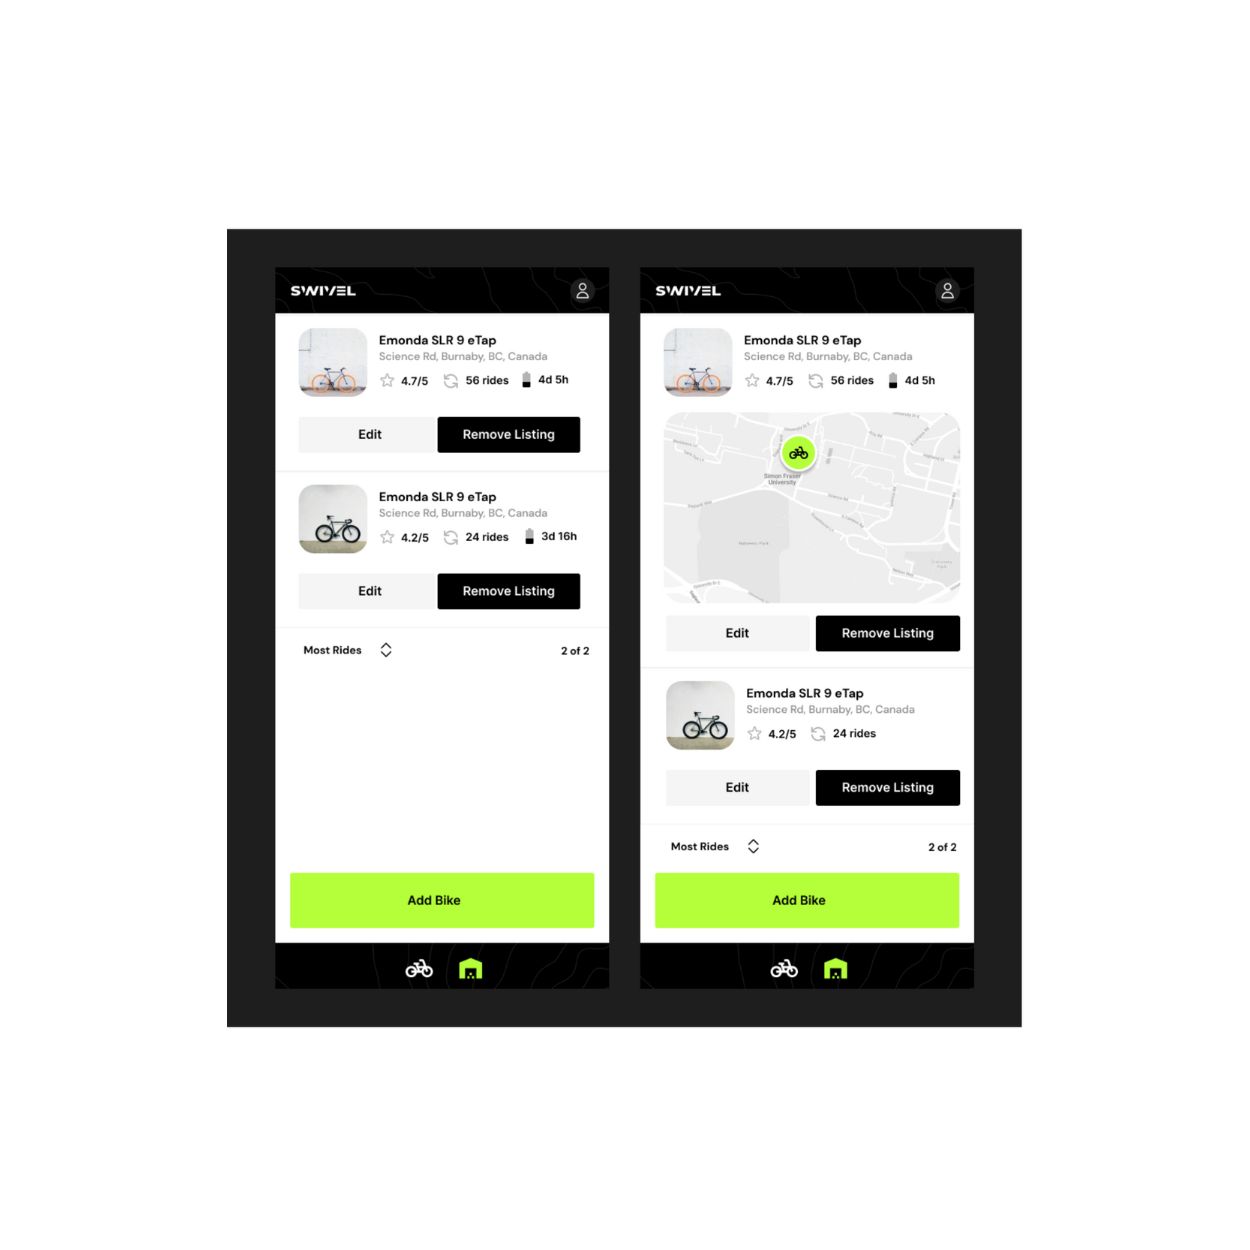 SWIVEL
Emonda SLR 9 eTap
Science Rd, Burnaby, BC, Canada
4.7/5 56 rides 4d 5h
Edit Remove Listing
Emonda SLR 9 eTap
Science Rd, Burnaby, BC, Canada
4.2/5 24 rides 3d 16h
Edit Remove Listing
Most Rides 2 of 2
Add Bike
SWIVEL
Emonda SLR 9 eTap
Science Rd, Burnaby, BC, Canada
4.7/5 56 rides 4d 5h
Simon Fraser
University
Edit Remove Listing
Emonda SLR 9 eTap
Science Rd, Burnaby, BC, Canada
4.2/5 24 rides
Edit Remove Listing
Most Rides 2 of 2
Add Bike